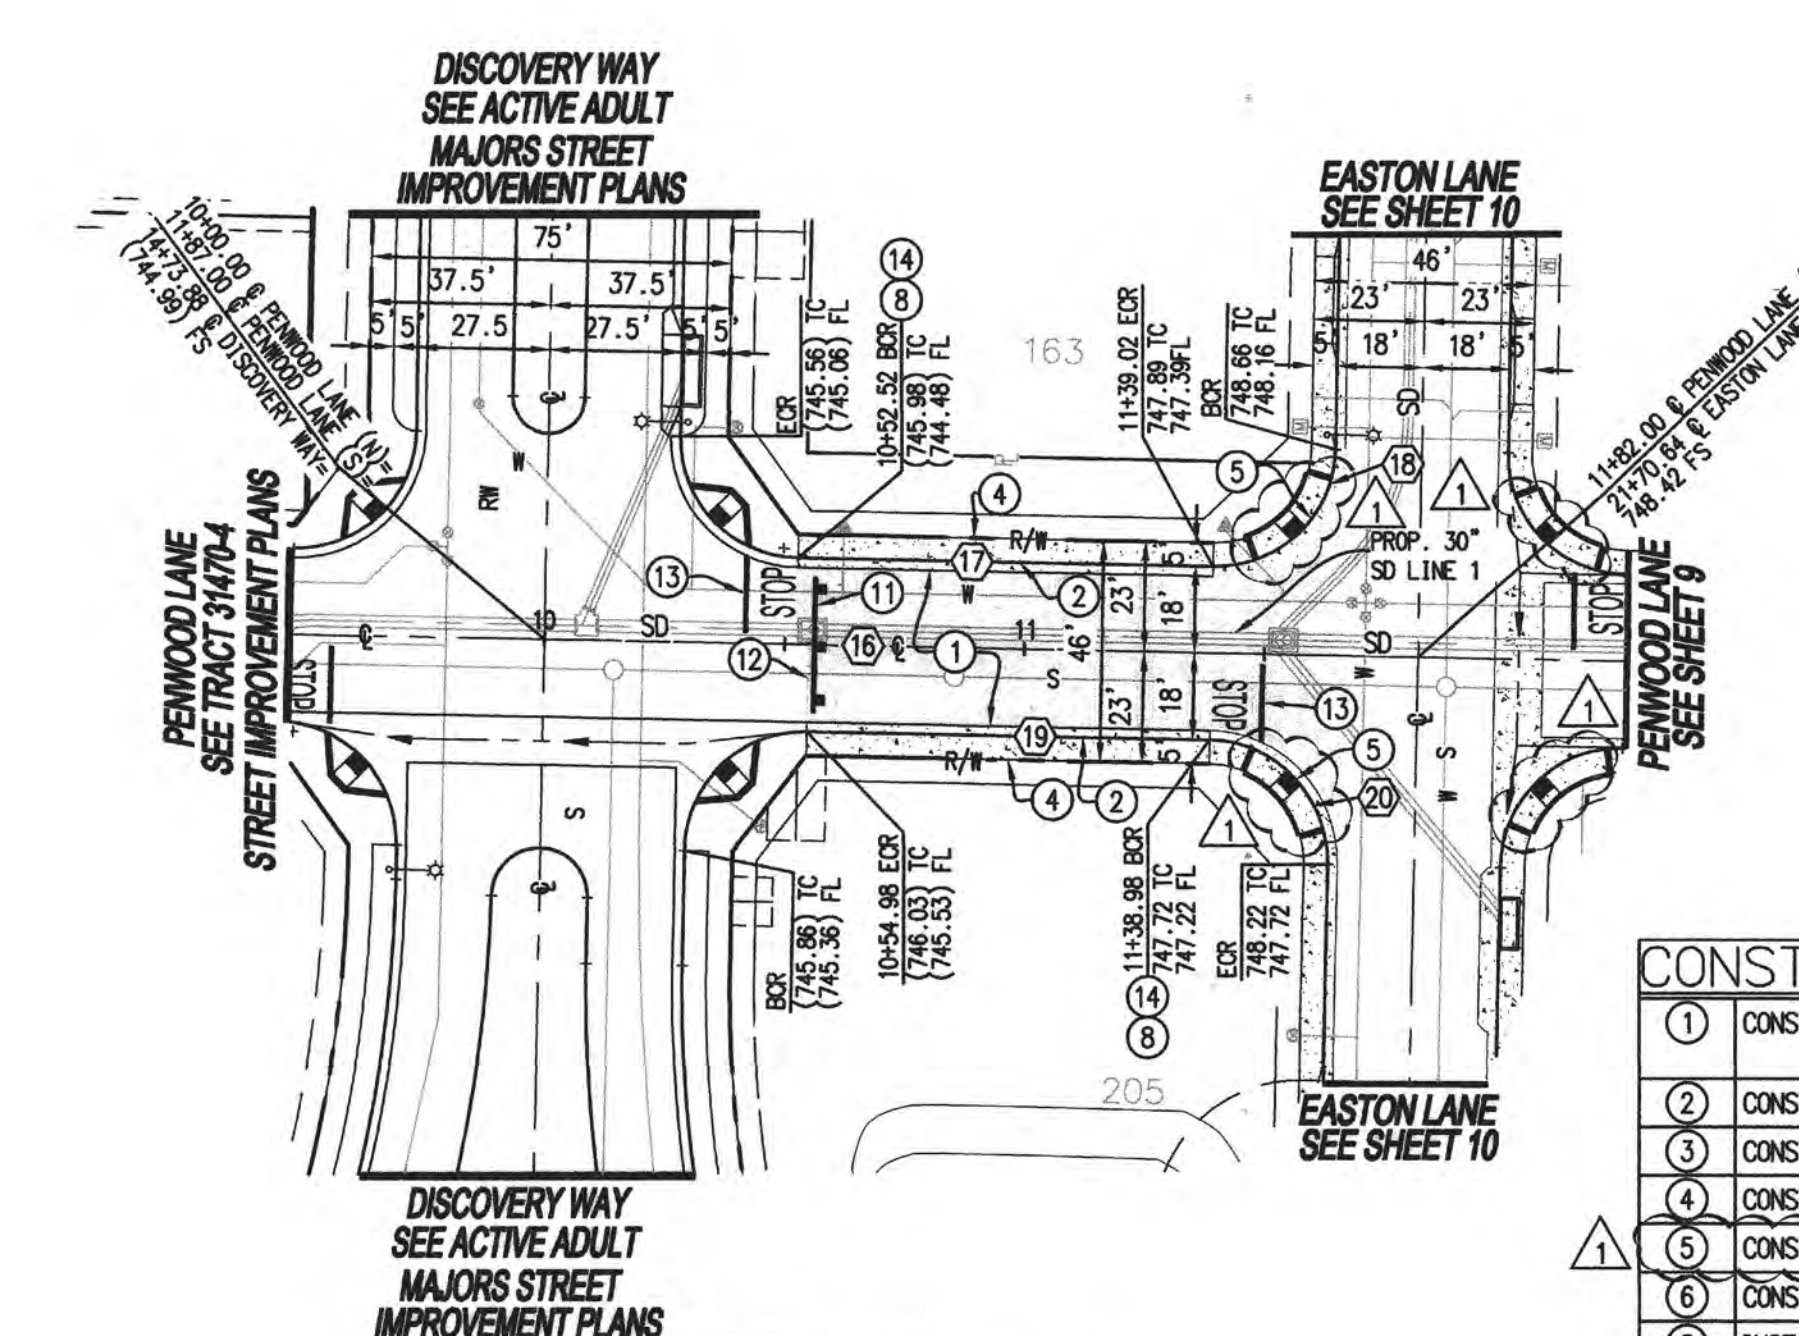 DISCOVERY WAY
SEE ACTIVE ADULT
MAJORS STREET
IMPROVEMENT PLANS
EASTON LANE
SEE SHEET 10
10+00.00 ℄ PENWOOD LANE (N)=
11+87.00 ℄ PENWOOD LANE (S)=
14+73.88 ℄ DISCOVERY WAY=
(744.99) FS
75'
37.5'
37.5'
5'
5'
27.5
27.5'
5'
5'
ECR
(745.56) TC
(745.06) FL
14
8
10+52.52 BCR
(745.98) TC
(744.48) FL
163
11+39.02 ECR
747.89 TC
747.39FL
BCR
748.66 TC
748.16 FL
46'
23'
23'
5'
18'
18'
5'
SD
11+82.00 ℄ PENWOOD LANE
21+70.64 ℄ EASTON LANE
748.42 FS
W
RW
4
5
18
1
1
PROP. 30"
SD LINE 1
PENWOOD LANE
SEE TRACT 31470-4
STREET IMPROVEMENT PLANS
R/W
17
13
STOP
11
W
2
23'
18'
5'
STOP
PENWOOD LANE
SEE SHEET 9
10
SD
℄
16
℄
1
11
46'
SD
12
S
STOP
W
STOP
13
1
19
23'
18'
5'
R/W
4
2
5
20
1
℄
S
W
S
℄
BCR
(745.86) TC
(745.36) FL
10+54.98 ECR
(746.03) TC
(745.53) FL
11+38.98 BCR
747.72 TC
747.22 FL
14
8
ECR
748.22 TC
747.72 FL
205
EASTON LANE
SEE SHEET 10
DISCOVERY WAY
SEE ACTIVE ADULT
MAJORS STREET
IMPROVEMENT PLANS
CONST
1 CONS
2 CONS
3 CONS
4 CONS
1 5 CONS
6 CONS